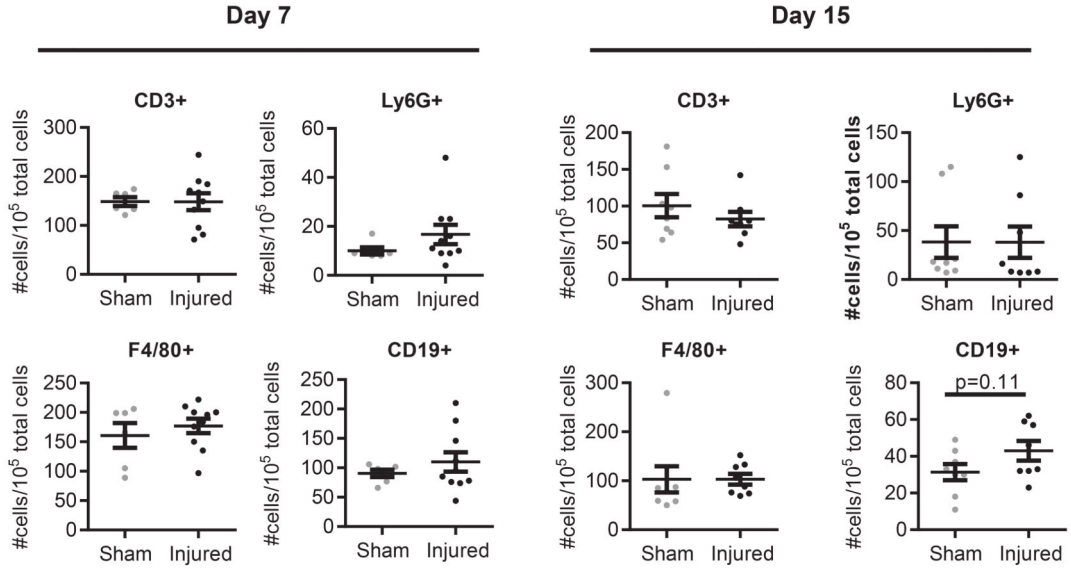 Day 7
Day 15
CD3+
#cells/10⁵ total cells
300
200
100
0
Sham Injured
Ly6G+
#cells/10⁵ total cells
60
40
20
0
Sham Injured
CD3+
#cells/10⁵ total cells
200
150
100
50
0
Sham Injured
Ly6G+
#cells/10⁵ total cells
150
100
50
0
Sham Injured
F4/80+
#cells/10⁵ total cells
250
200
150
100
50
0
Sham Injured
CD19+
#cells/10⁵ total cells
250
200
150
100
50
0
Sham Injured
F4/80+
#cells/10⁵ total cells
300
200
100
0
Sham Injured
CD19+
p=0.11
#cells/10⁵ total cells
80
60
40
20
0
Sham Injured